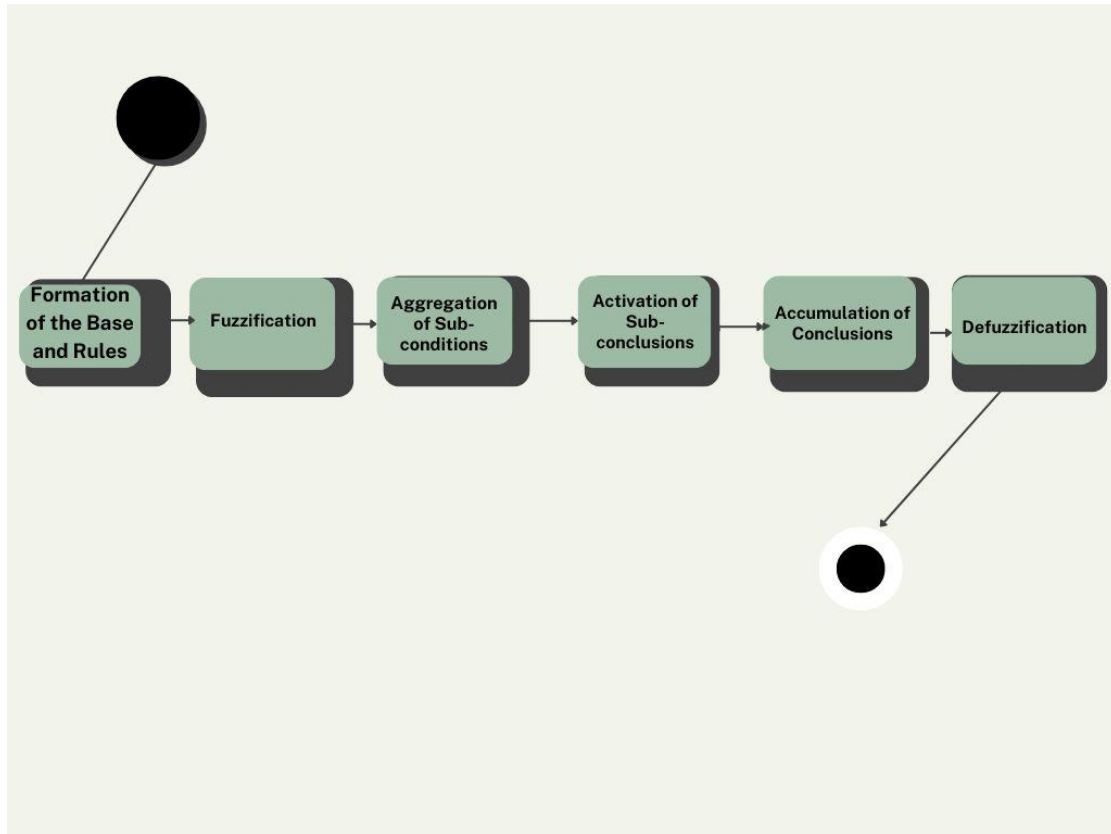 Formation
of the Base
and Rules
Fuzzification
Aggregation
of Sub-
conditions
Activation of
Sub-
conclusions
Accumulation of
Conclusions
Defuzzification